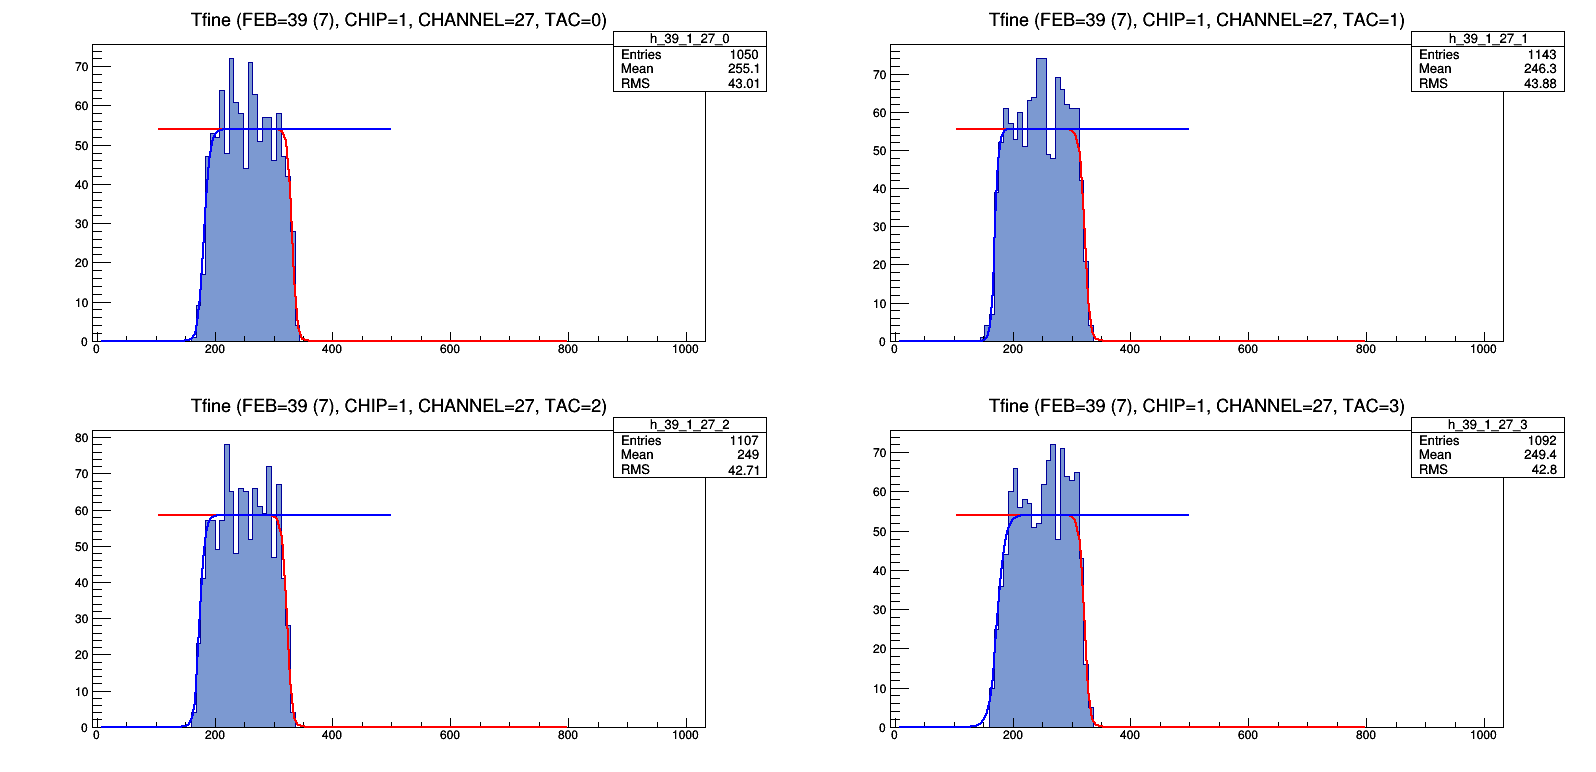 Tfine (FEB=39 (7), CHIP=1, CHANNEL=27, TAC=0)
h_39_1_27_0
Entries 1050
Mean 255.1
RMS 43.01
70
60
50
40
30
20
10
0
0 200 400 600 800 1000
Tfine (FEB=39 (7), CHIP=1, CHANNEL=27, TAC=1)
h_39_1_27_1
Entries 1143
Mean 246.3
RMS 43.88
70
60
50
40
30
20
10
0
0 200 400 600 800 1000
Tfine (FEB=39 (7), CHIP=1, CHANNEL=27, TAC=2)
h_39_1_27_2
Entries 1107
Mean 249
RMS 42.71
80
70
60
50
40
30
20
10
0
0 200 400 600 800 1000
Tfine (FEB=39 (7), CHIP=1, CHANNEL=27, TAC=3)
h_39_1_27_3
Entries 1092
Mean 249.4
RMS 42.8
70
60
50
40
30
20
10
0
0 200 400 600 800 1000